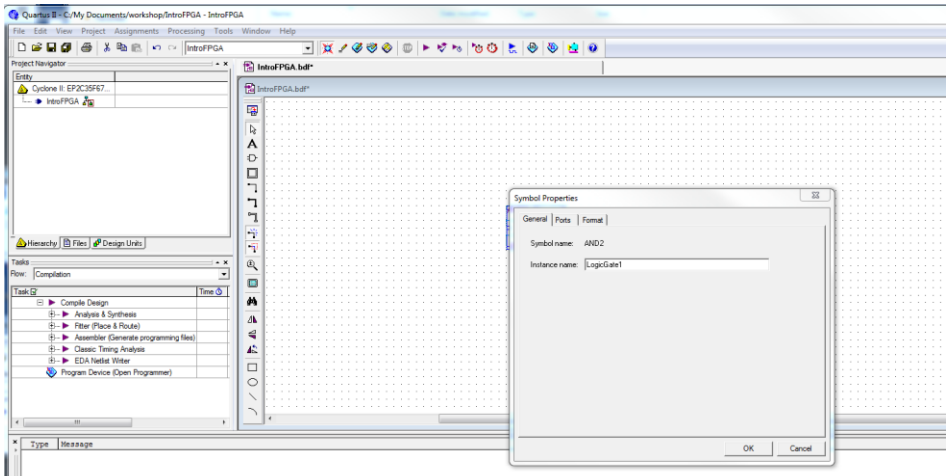 Quartus II - C:/My Documents/workshop/IntroFPGA - IntroFPGA
File Edit View Project Assignments Processing Tools Window Help
IntroFPGA
Project Navigator
IntroFPGA.bdf*
Entity
Cyclone II: EP2C35F67...
IntroFPGA
IntroFPGA.bdf*
Symbol Properties
General Ports Format
Symbol name: AND2
Instance name: LogicGate1
Hierarchy Files Design Units
Tasks
Flow: Compilation
Task Time
Compile Design
Analysis & Synthesis
Fitter (Place & Route)
Assembler (Generate programming files)
Classic Timing Analysis
EDA Netlist Writer
Program Device (Open Programmer)
OK Cancel
Type Message